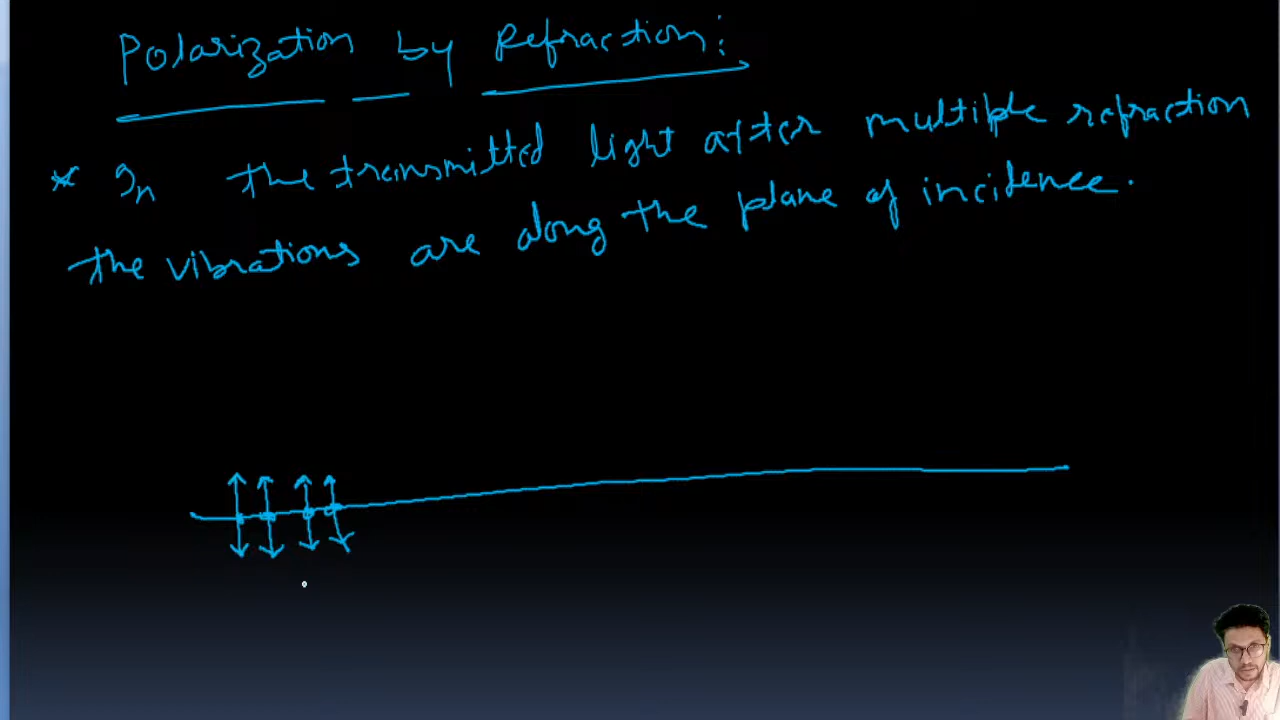 Polarization by Refraction:
* In the transmitted light after multiple refraction
the vibrations are along the plane of incidence.